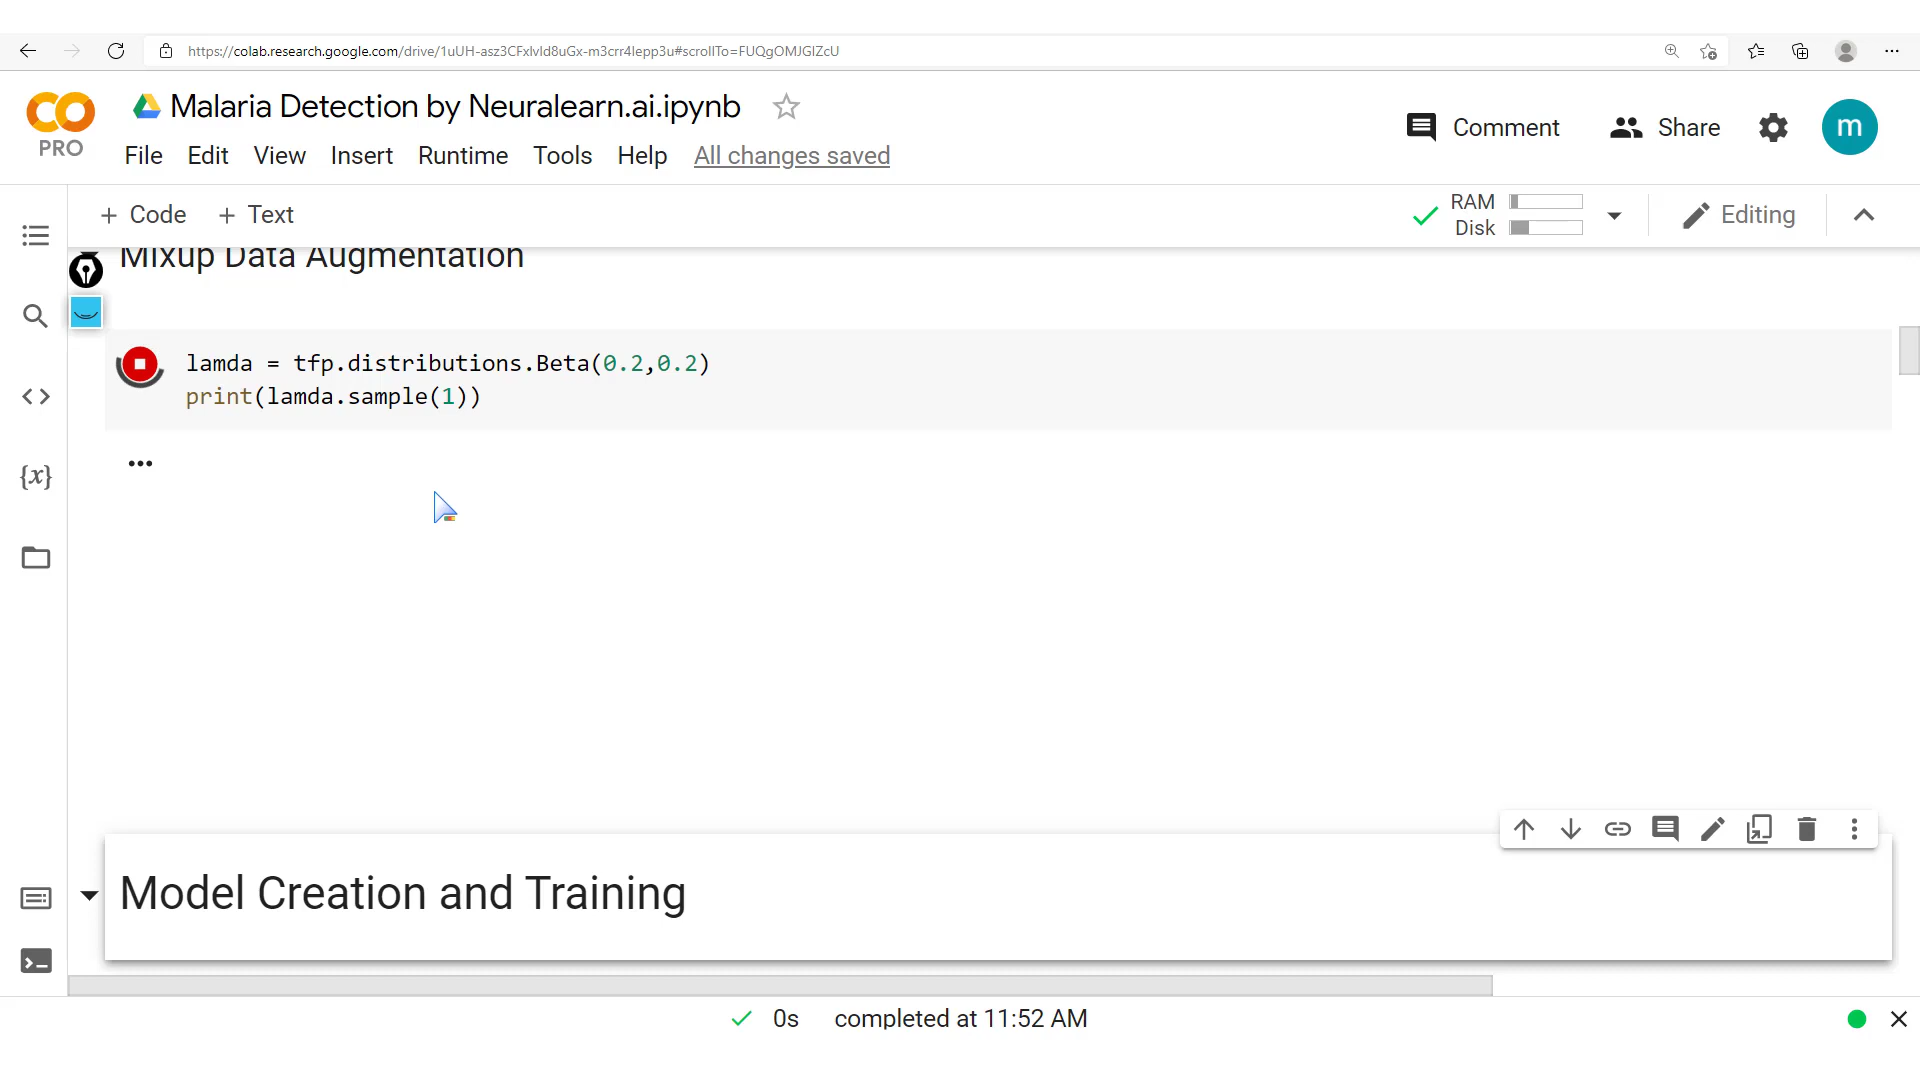 https://colab.research.google.com/drive/1uUH-asz3CFxlvld8uGx-m3crr4lepp3u#scrollTo=FUQgOMJGIZcU
PRO
Malaria Detection by Neuralearn.ai.ipynb
File Edit View Insert Runtime Tools Help All changes saved
Comment
Share
m
+ Code + Text
RAM
Disk
Editing
Mixup Data Augmentation
lamda = tfp.distributions.Beta(0.2,0.2)
print(lamda.sample(1))
Model Creation and Training
0s completed at 11:52 AM